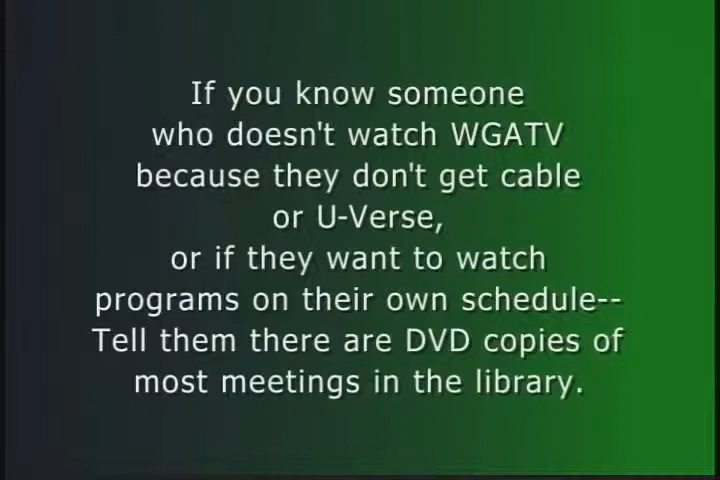 If you know someone
who doesn't watch WGATV
because they don't get cable
or U-Verse,
or if they want to watch
programs on their own schedule--
Tell them there are DVD copies of
most meetings in the library.